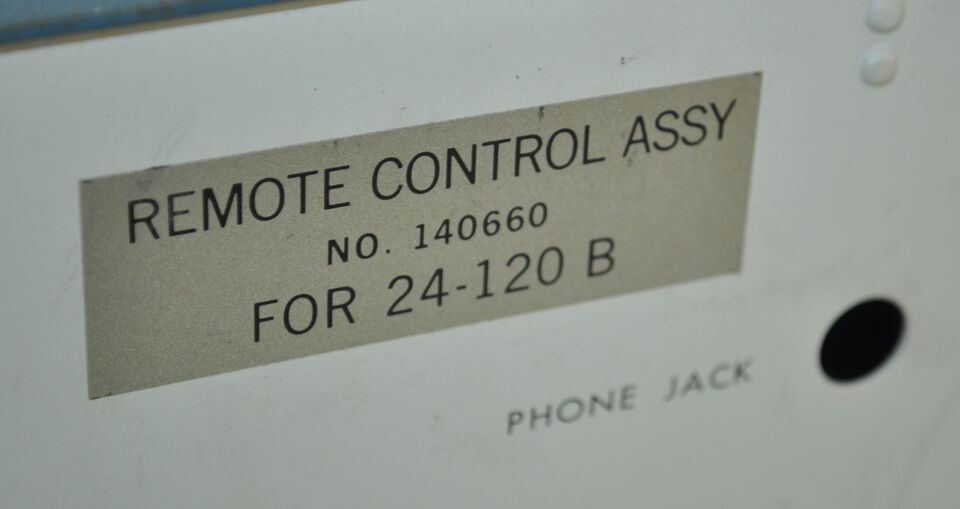 REMOTE CONTROL ASSY
NO. 140660
FOR 24-120 B
PHONE JACK